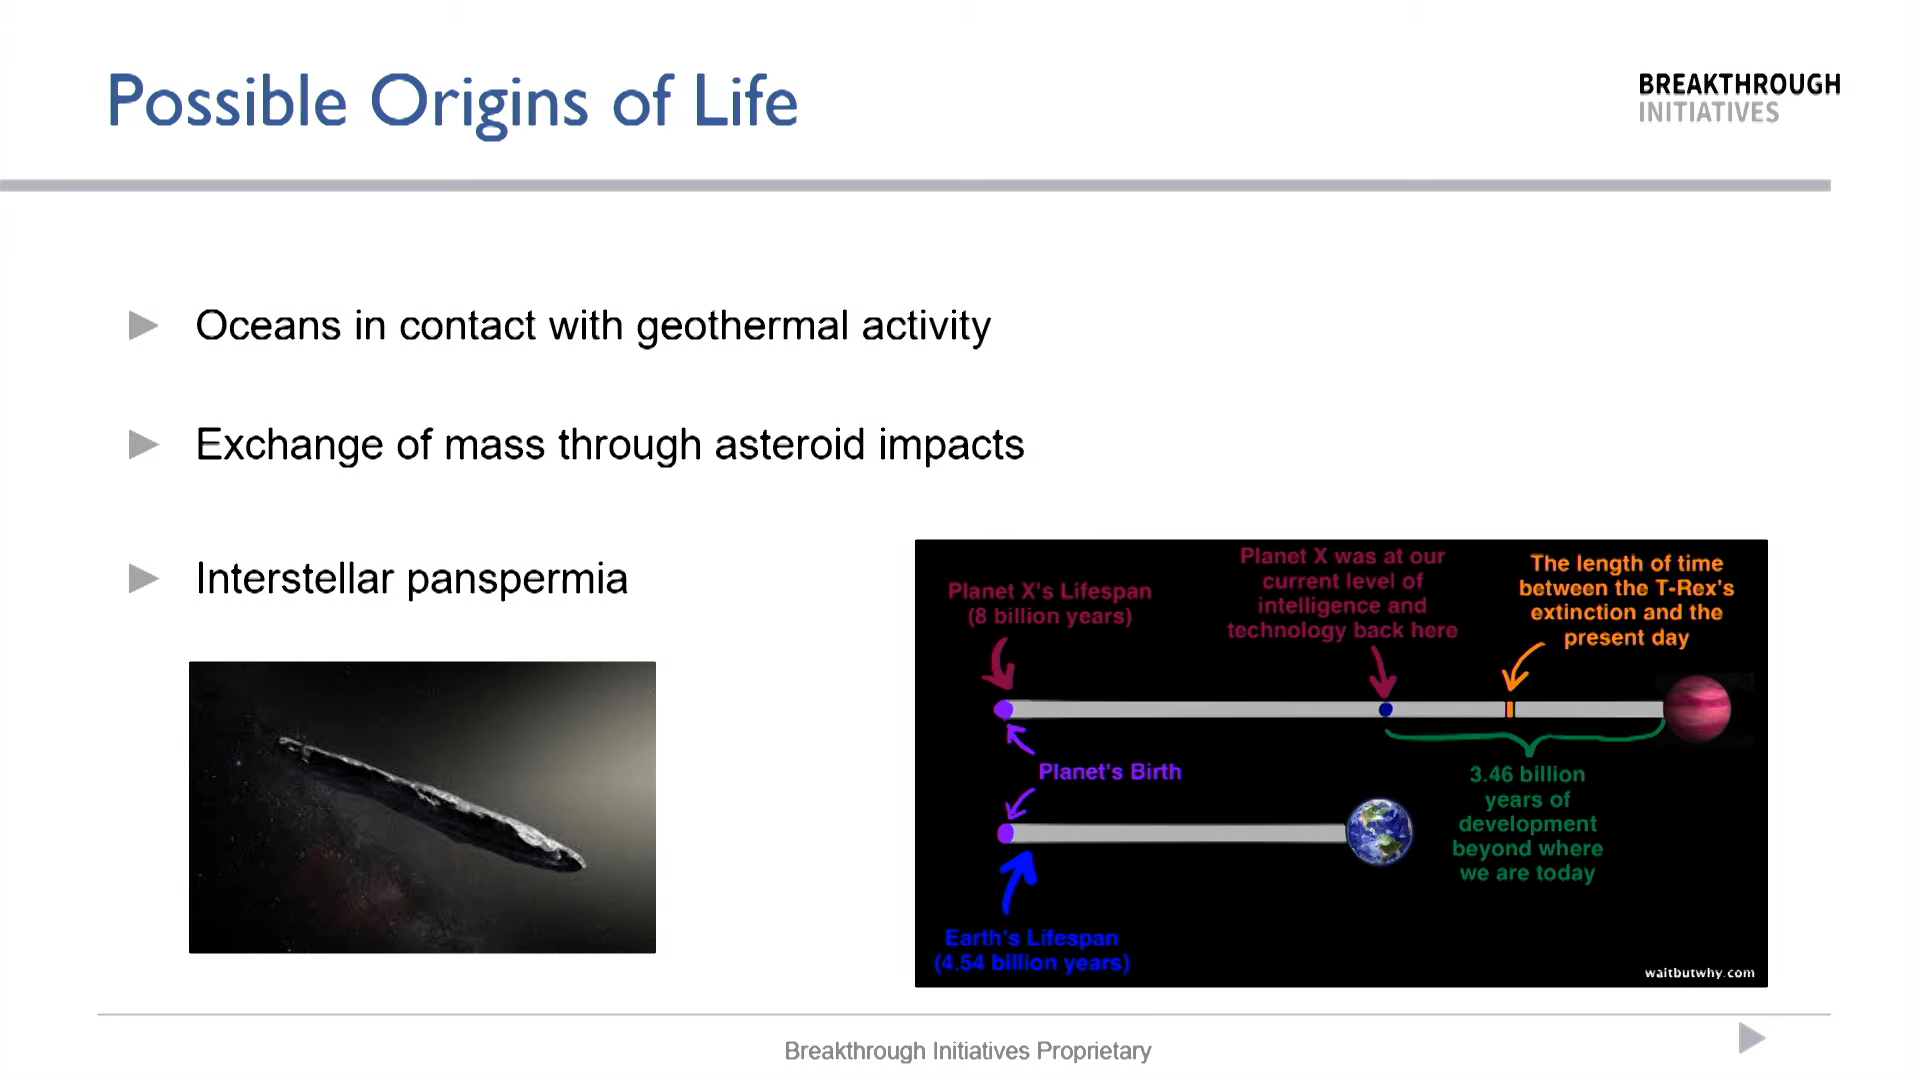 Possible Origins of Life
BREAKTHROUGH
INITIATIVES
Oceans in contact with geothermal activity
Exchange of mass through asteroid impacts
Interstellar panspermia
Planet X's Lifespan
(8 billion years)
Planet X was at our
current level of
intelligence and
technology back here
The length of time
between the T-Rex's
extinction and the
present day
Planet's Birth
3.46 billion
years of
development
beyond where
we are today
Earth's Lifespan
(4.54 billion years)
waitbutwhy.com
Breakthrough Initiatives Proprietary